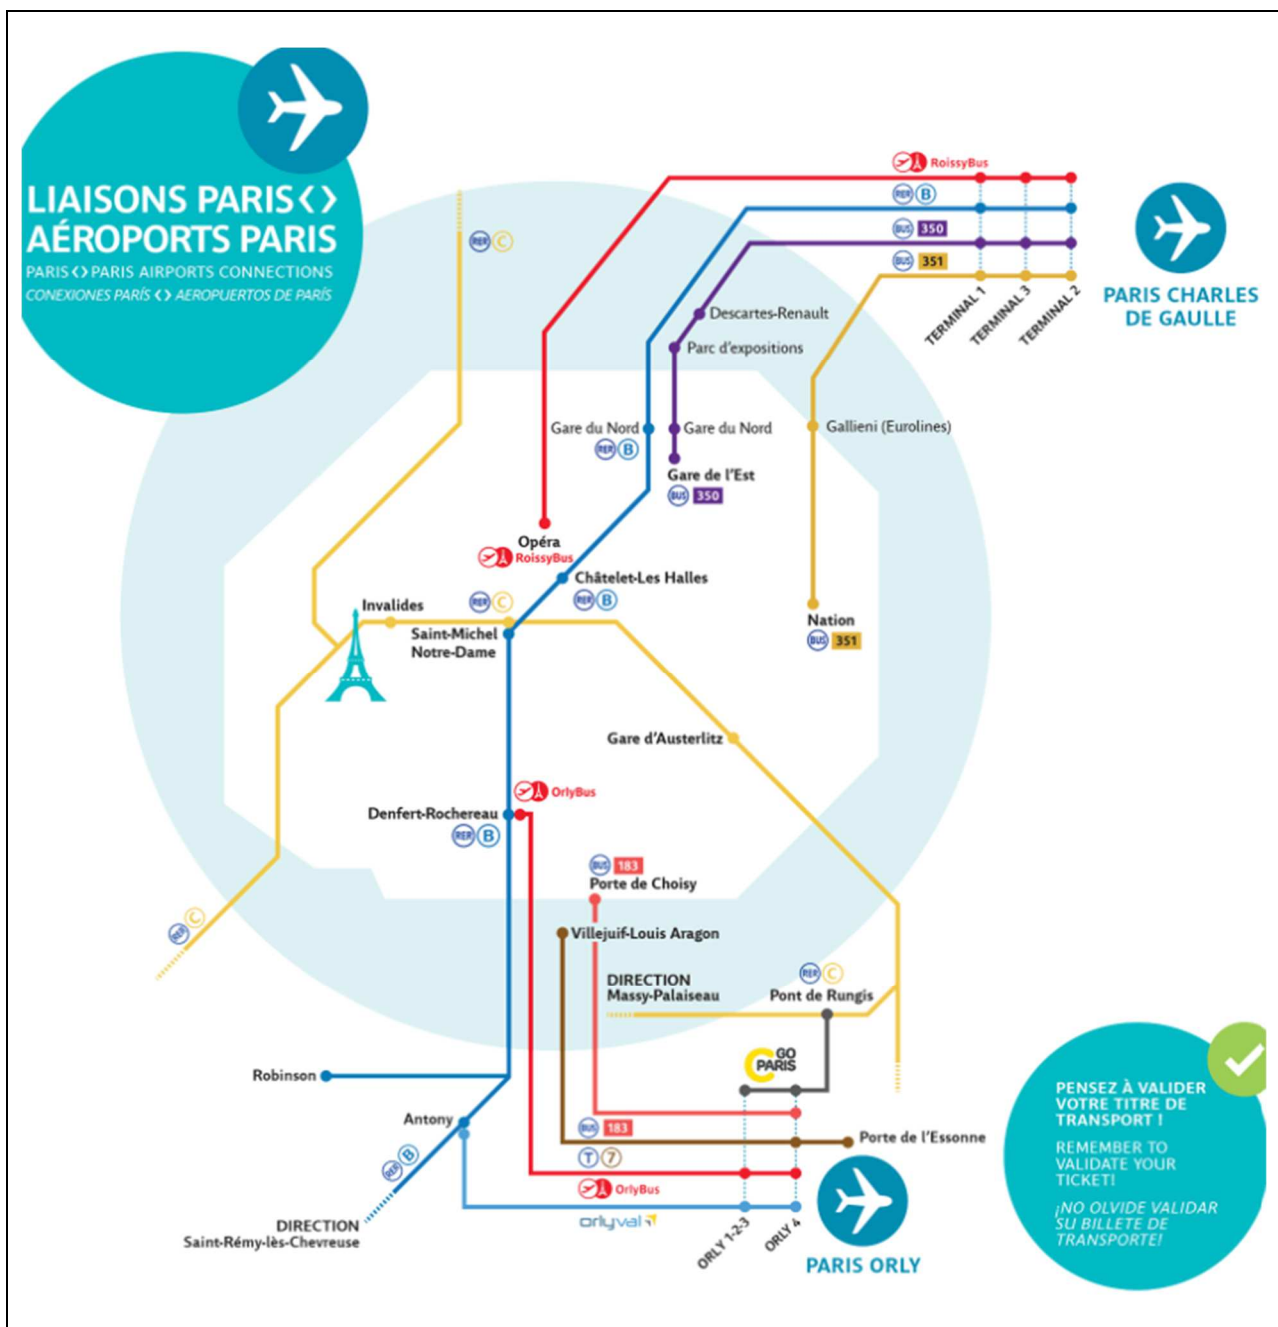 LIAISONS PARIS<>
AÉROPORTS PARIS
PARIS<>PARIS AIRPORTS CONNECTIONS
CONEXIONES PARÍS <> AEROPUERTOS DE PARÍS
RER C
RoissyBus
RER B
BUS 350
BUS 351
TERMINAL 1
TERMINAL 3
TERMINAL 2
PARIS CHARLES
DE GAULLE
Descartes-Renault
Parc d'expositions
Gare du Nord
RER B
Gare du Nord
Gallieni (Eurolines)
Gare de l'Est
BUS 350
Opéra
RoissyBus
Châtelet-Les Halles
RER B
Invalides
RER C
Saint-Michel
Notre-Dame
Nation
BUS 351
Gare d'Austerlitz
OrlyBus
Denfert-Rochereau
RER B
BUS 183
Porte de Choisy
RER C
Villejuif-Louis Aragon
DIRECTION
Massy-Palaiseau
RER C
Pont de Rungis
GO
C PARIS
Robinson
Antony
BUS 183
Porte de l'Essonne
T 7
RER B
OrlyBus
orlyval
DIRECTION
Saint-Rémy-lès-Chevreuse
ORLY 1-2-3
ORLY 4
PARIS ORLY
PENSEZ À VALIDER
VOTRE TITRE DE
TRANSPORT !
REMEMBER TO
VALIDATE YOUR
TICKET!
¡NO OLVIDE VALIDAR
SU BILLETE DE
TRANSPORTE!